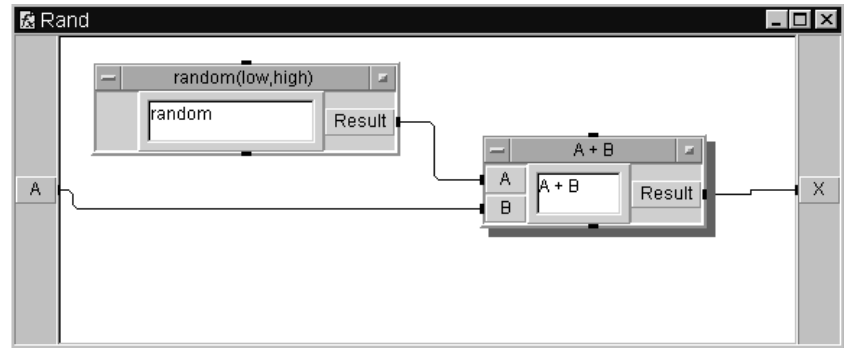 Rand
random(low,high)
random
Result
A + B
A
A + B
Result
B
A
X